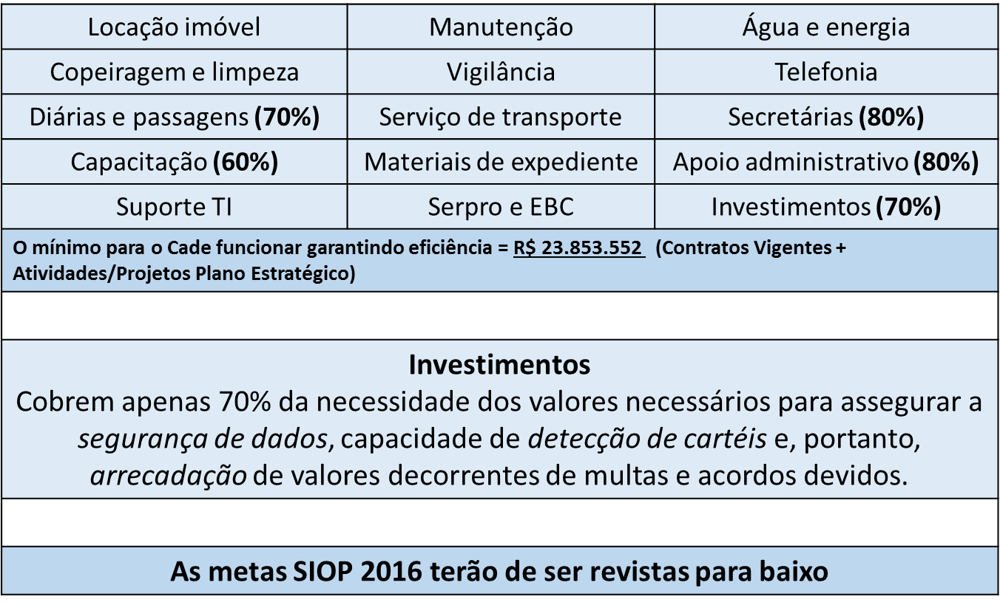 Locação imóvel Manutenção Água e energia
Copeiragem e limpeza Vigilância Telefonia
Diárias e passagens (70%) Serviço de transporte Secretárias (80%)
Capacitação (60%) Materiais de expediente Apoio administrativo (80%)
Suporte TI Serpro e EBC Investimentos (70%)
O mínimo para o Cade funcionar garantindo eficiência = R$ 23.853.552 (Contratos Vigentes +
Atividades/Projetos Plano Estratégico)
Investimentos
Cobrem apenas 70% da necessidade dos valores necessários para assegurar a
segurança de dados, capacidade de detecção de cartéis e, portanto,
arrecadação de valores decorrentes de multas e acordos devidos.
As metas SIOP 2016 terão de ser revistas para baixo